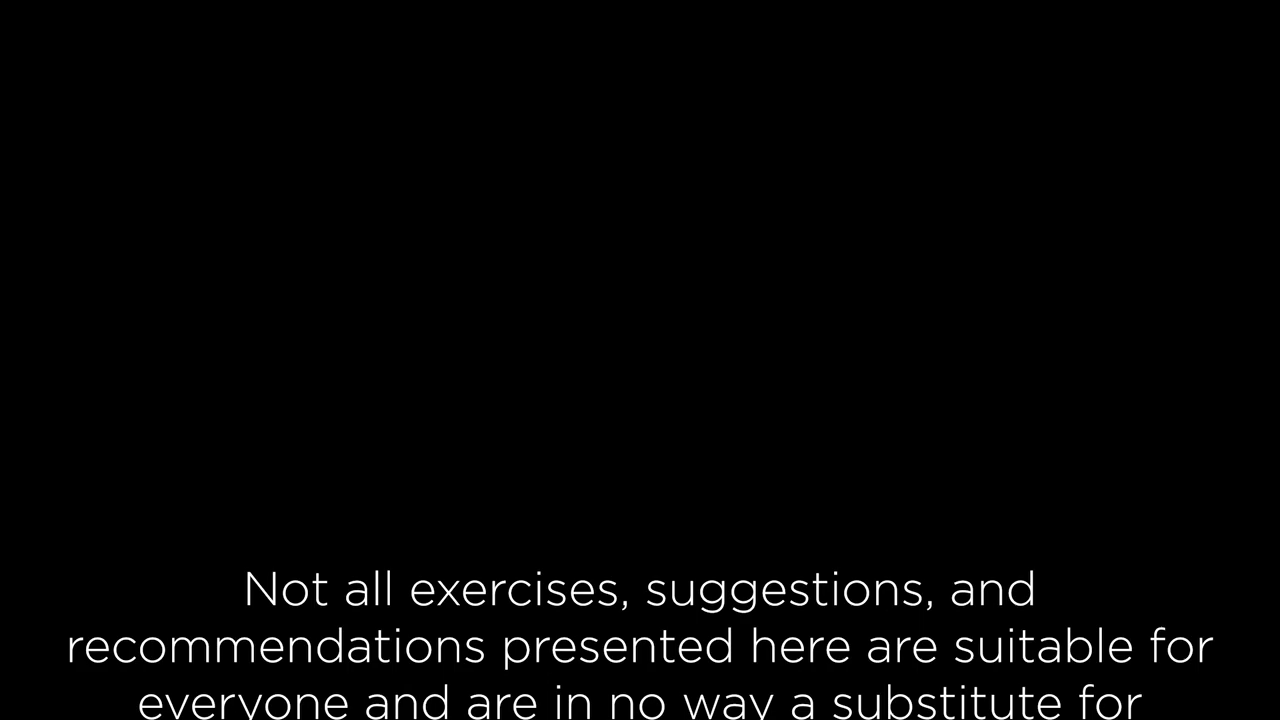 Not all exercises, suggestions, and
recommendations presented here are suitable for
everyone and are in no way a substitute for